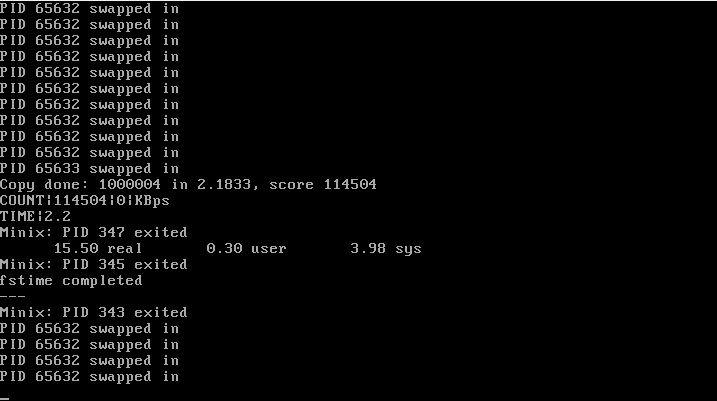 PID 65632 swapped in
PID 65632 swapped in
PID 65632 swapped in
PID 65632 swapped in
PID 65632 swapped in
PID 65632 swapped in
PID 65632 swapped in
PID 65632 swapped in
PID 65632 swapped in
PID 65632 swapped in
PID 65633 swapped in
Copy done: 1000004 in 2.1833, score 114504
COUNT|114504|0|KBps
TIME|2.2
Minix: PID 347 exited
15.50 real 0.30 user 3.98 sys
Minix: PID 345 exited
fstime completed
---
Minix: PID 343 exited
PID 65632 swapped in
PID 65632 swapped in
PID 65632 swapped in
PID 65632 swapped in